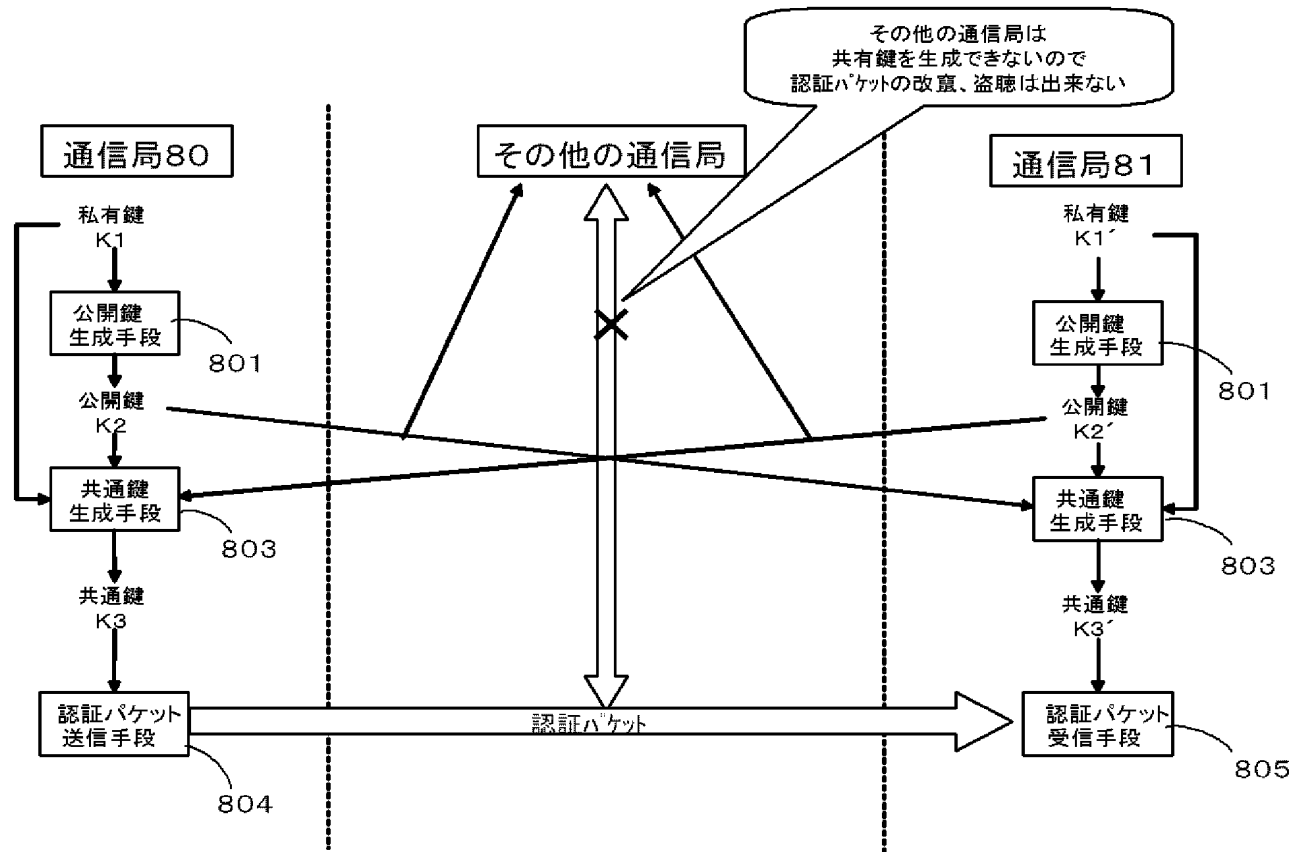 その他の通信局は
共有鍵を生成できないので
認証パケットの改竄、盗聴は出来ない
通信局80
その他の通信局
通信局81
私有鍵
K1
公開鍵
生成手段
801
公開鍵
K2
共通鍵
生成手段
803
共通鍵
K3
認証パケット
送信手段
804
認証パケット
私有鍵
K1´
公開鍵
生成手段
801
公開鍵
K2´
共通鍵
生成手段
803
共通鍵
K3´
認証パケット
受信手段
805